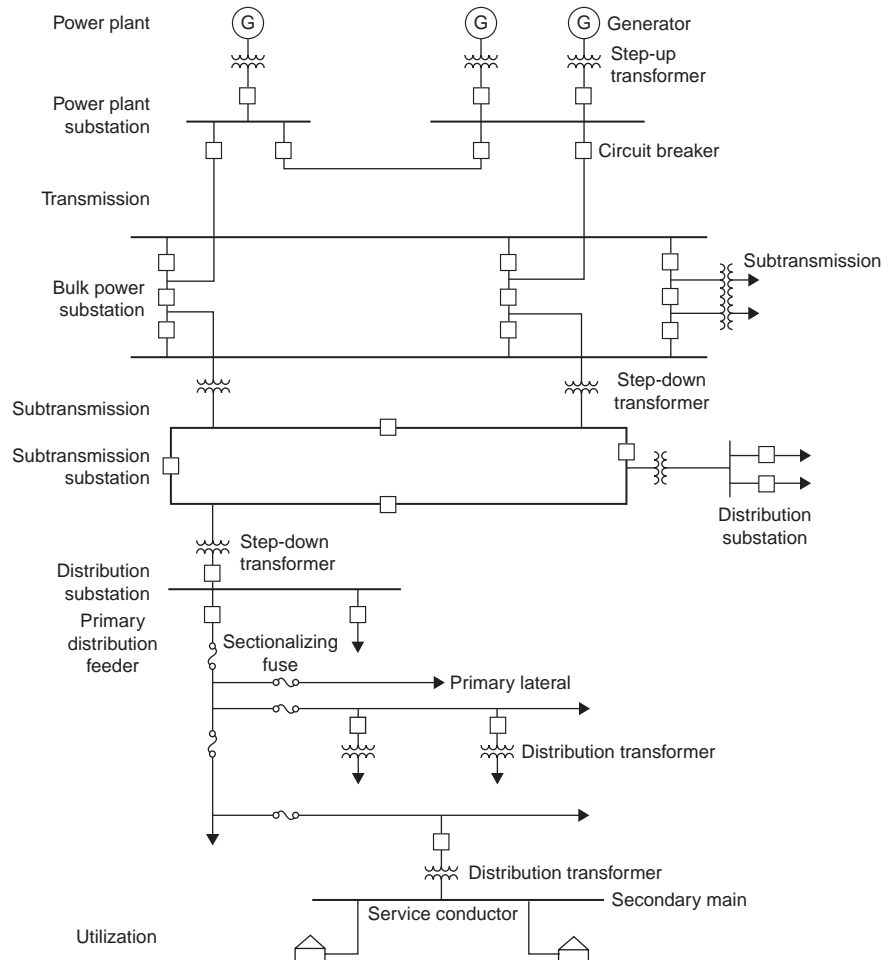 Power plant
G
G
G
Generator
Step-up
transformer
Power plant
substation
Circuit breaker
Transmission
Bulk power
substation
Subtransmission
Step-down
transformer
Subtransmission
Subtransmission
substation
Distribution
substation
Step-down
transformer
Distribution
substation
Primary
distribution
feeder
Sectionalizing
fuse
Primary lateral
Distribution transformer
Distribution transformer
Secondary main
Service conductor
Utilization